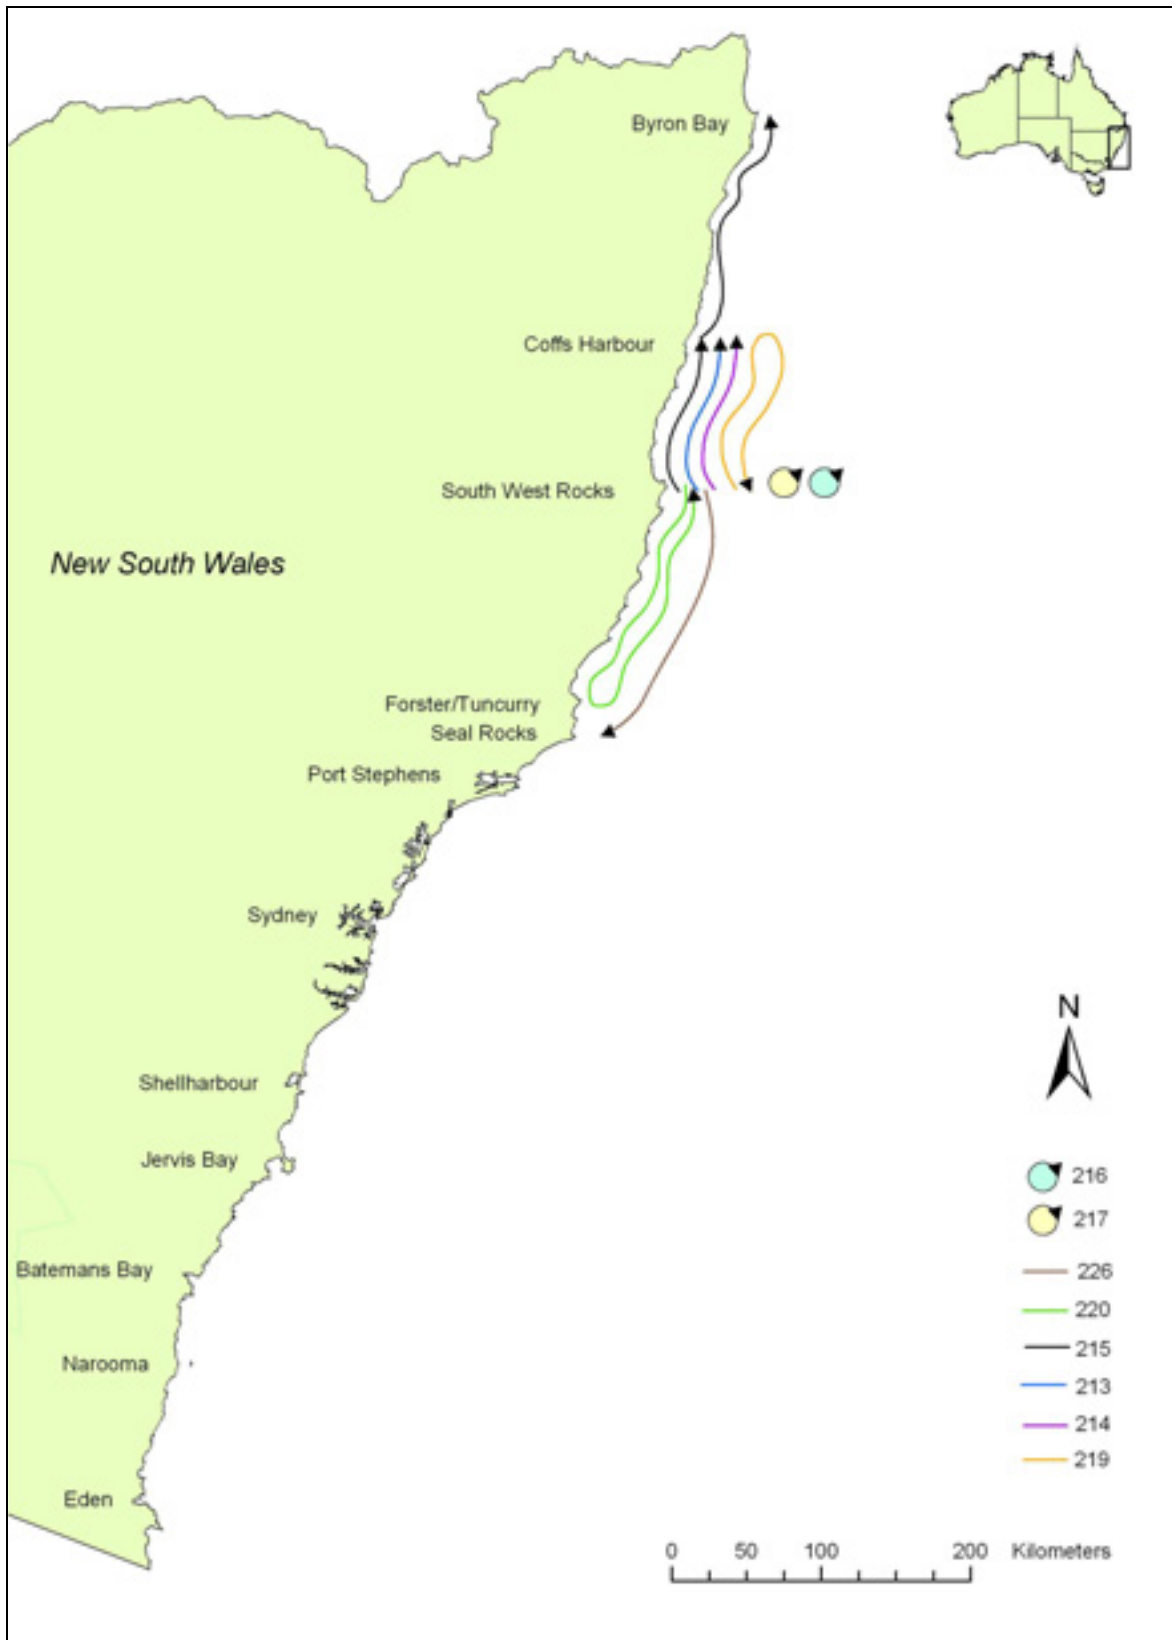 Byron Bay
Coffs Harbour
South West Rocks
New South Wales
Forster/Tuncurry
Seal Rocks
Port Stephens
Sydney
Shellharbour
Jervis Bay
Batemans Bay
Narooma
Eden
N
216
217
226
220
215
213
214
219
0 50 100 200 Kilometers